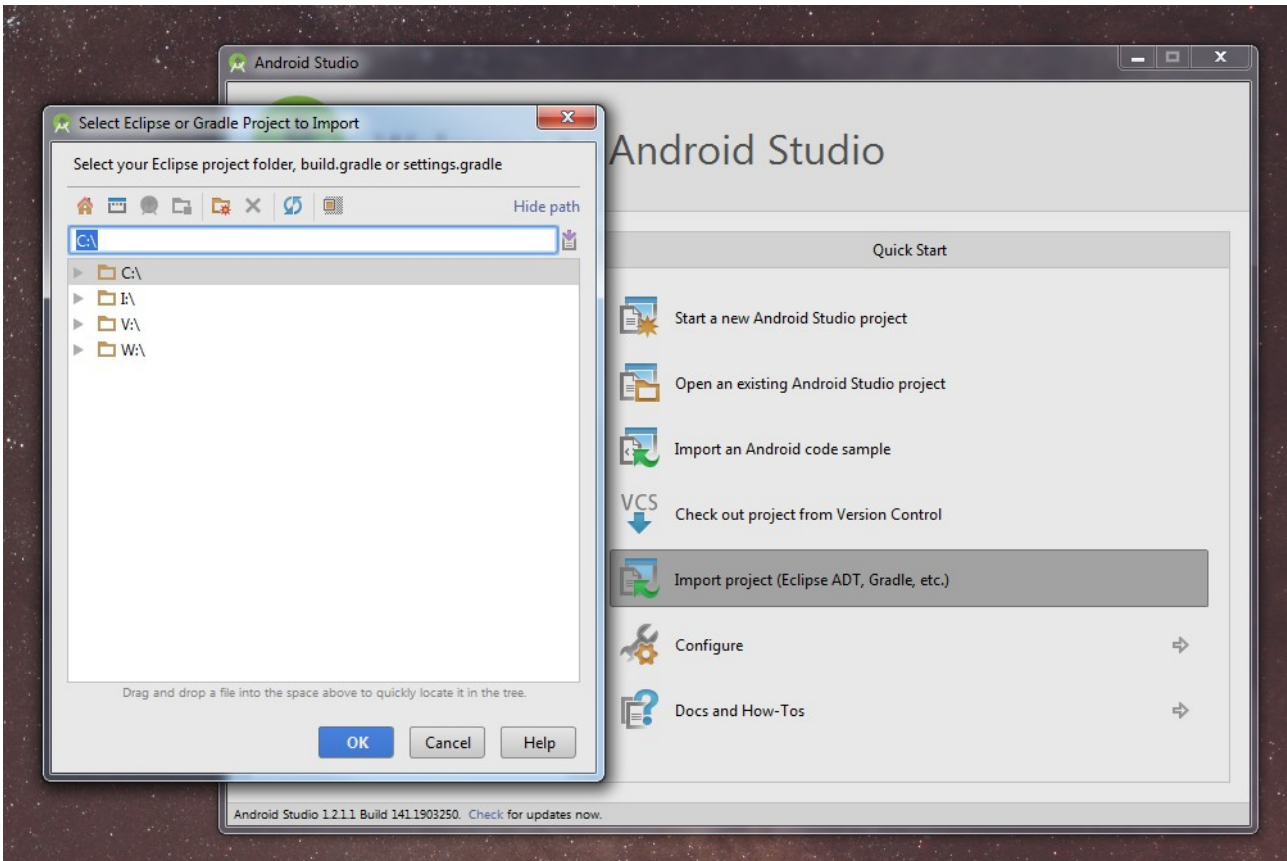 Android Studio
Select Eclipse or Gradle Project to Import
Select your Eclipse project folder, build.gradle or settings.gradle
Hide path
C:\
C:\
I:\
V:\
W:\
Drag and drop a file into the space above to quickly locate it in the tree.
OK Cancel Help
Android Studio
Quick Start
Start a new Android Studio project
Open an existing Android Studio project
Import an Android code sample
VCS
Check out project from Version Control
Import project (Eclipse ADT, Gradle, etc.)
Configure
Docs and How-Tos
Android Studio 1.2.1.1 Build 141.1903250. Check for updates now.